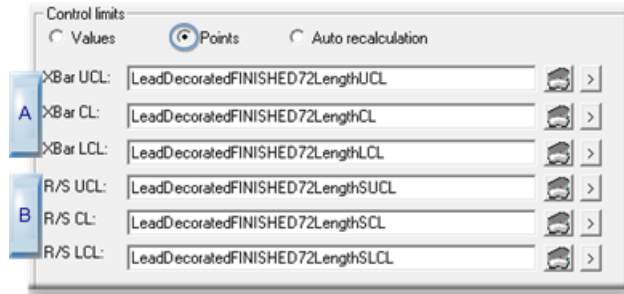 Control limits
Values Points Auto recalculation
XBar UCL: LeadDecoratedFINISHED72LengthUCL >
A XBar CL: LeadDecoratedFINISHED72LengthCL >
XBar LCL: LeadDecoratedFINISHED72LengthLCL >
R/S UCL: LeadDecoratedFINISHED72LengthSUCL >
B R/S CL: LeadDecoratedFINISHED72LengthSCL >
R/S LCL: LeadDecoratedFINISHED72LengthSLCL >